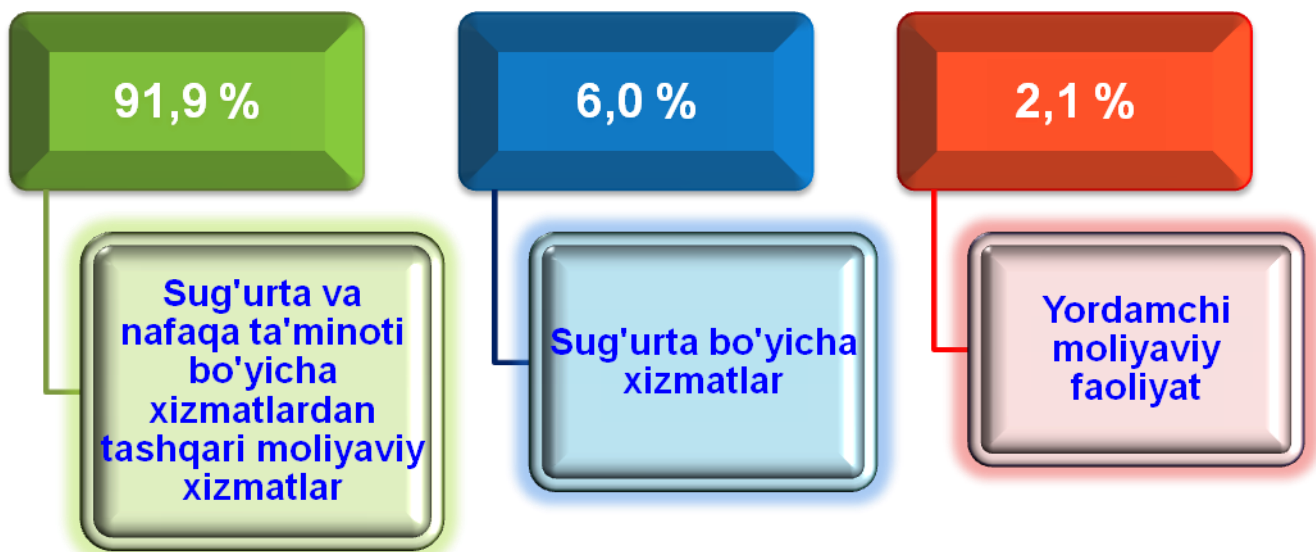 91,9 %
6,0 %
2,1 %
Sug'urta va
nafaqa ta'minoti
bo'yicha
xizmatlardan
tashqari moliyaviy
xizmatlar
Sug'urta bo'yicha
xizmatlar
Yordamchi
moliyaviy
faoliyat